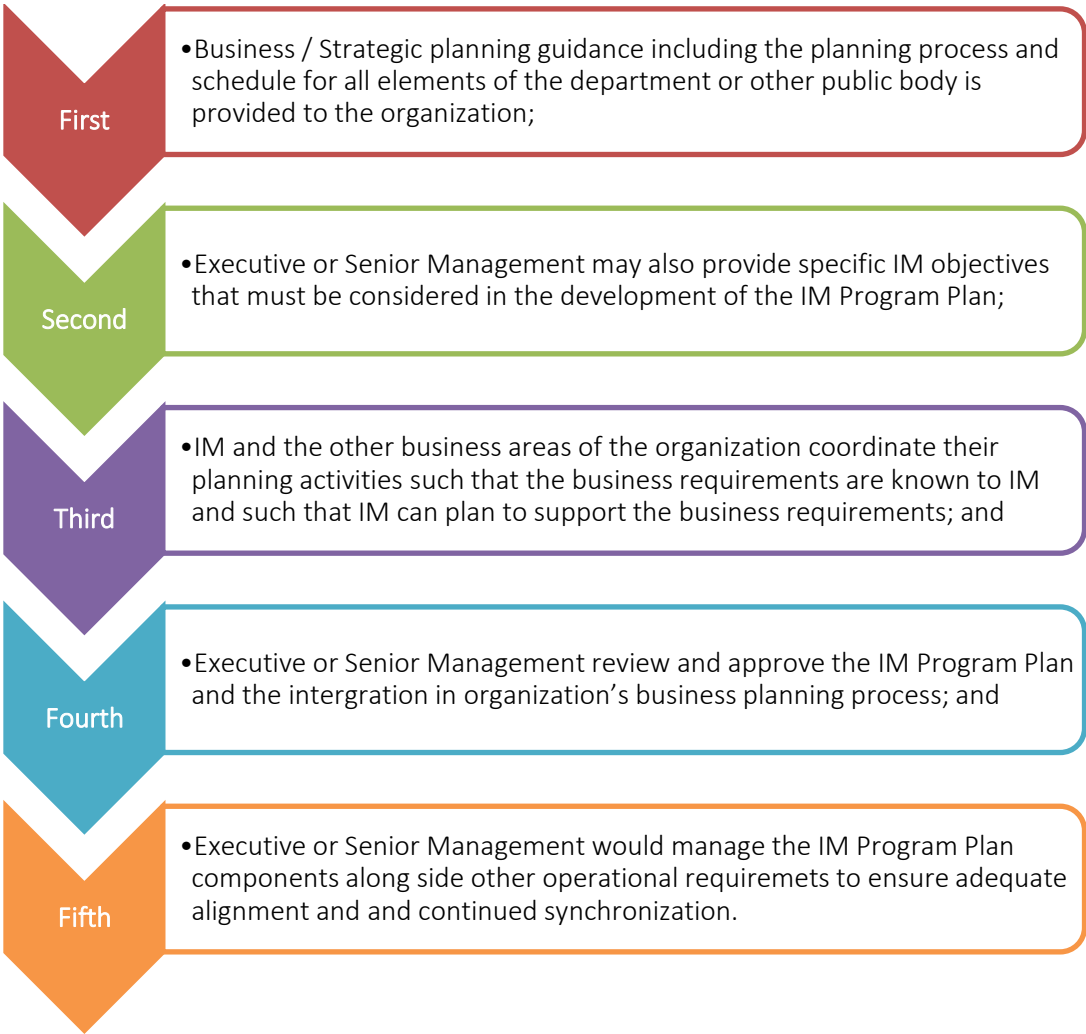 First
•Business / Strategic planning guidance including the planning process and
schedule for all elements of the department or other public body is
provided to the organization;
Second
•Executive or Senior Management may also provide specific IM objectives
that must be considered in the development of the IM Program Plan;
Third
•IM and the other business areas of the organization coordinate their
planning activities such that the business requirements are known to IM
and such that IM can plan to support the business requirements; and
Fourth
•Executive or Senior Management review and approve the IM Program Plan
and the intergration in organization’s business planning process; and
Fifth
•Executive or Senior Management would manage the IM Program Plan
components along side other operational requiremets to ensure adequate
alignment and and continued synchronization.